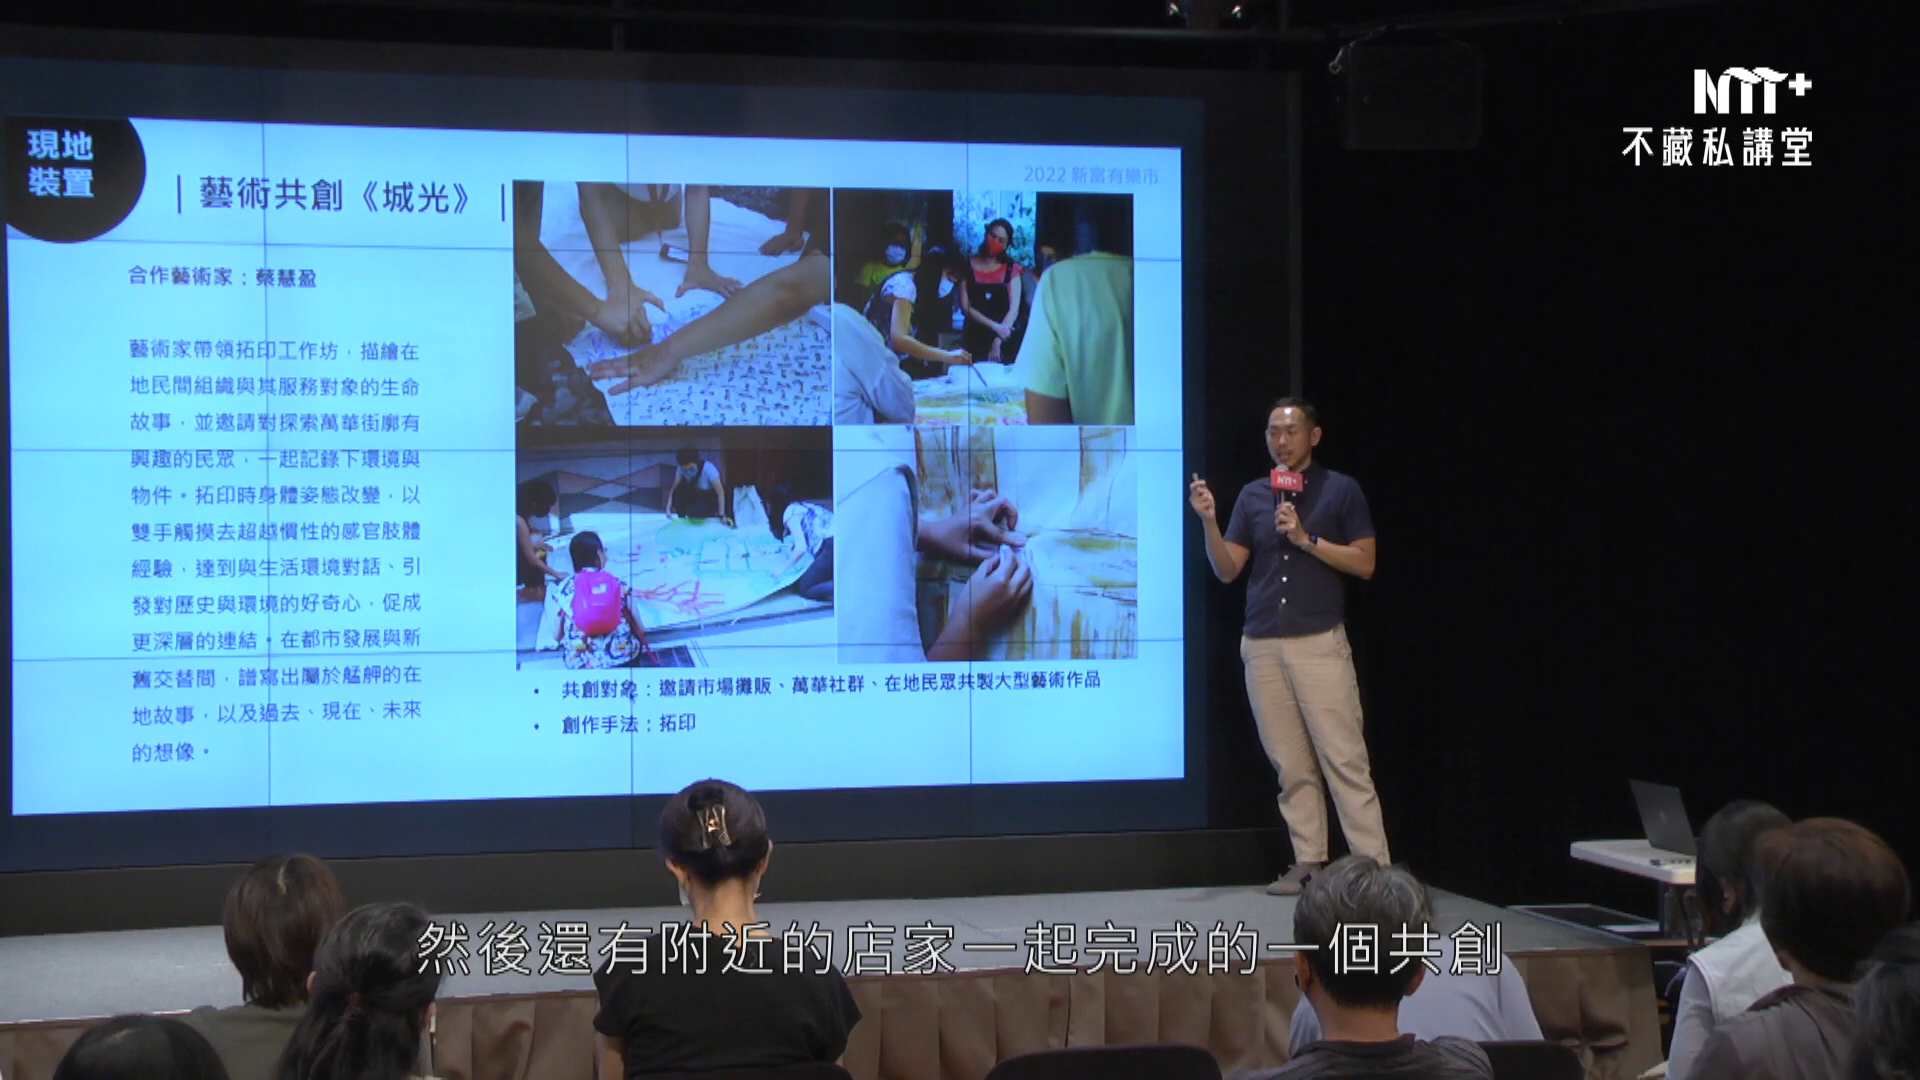 NTT+
不藏私講堂
現地
裝置
｜藝術共創《城光》｜
2022 新富有樂市
合作藝術家：蔡慧盈
藝術家帶領拓印工作坊，描繪在
地民間組織與其服務對象的生命
故事，並邀請對探索萬華街廓有
興趣的民眾，一起記錄下環境與
物件。拓印時身體姿態改變，以
雙手觸摸去超越慣性的感官肢體
經驗，達到與生活環境對話、引
發對歷史與環境的好奇心，促成
更深層的連結。在都市發展與新
舊交替間，譜寫出屬於艋舺的在
地故事，以及過去、現在、未來
的想像。
• 共創對象：邀請市場攤販、萬華社群、在地民眾共製大型藝術作品
• 創作手法：拓印
NTT+
然後還有附近的店家一起完成的一個共創